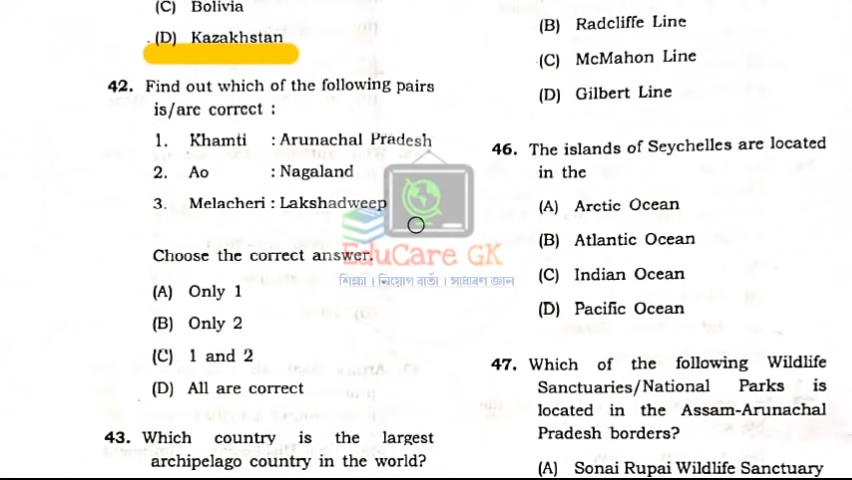 (C) Bolivia
(D) Kazakhstan
42. Find out which of the following pairs
is/are correct :
1. Khamti : Arunachal Pradesh
2. Ao : Nagaland
3. Melacheri : Lakshadweep
Choose the correct answer.
(A) Only 1
(B) Only 2
(C) 1 and 2
(D) All are correct
43. Which country is the largest
archipelago country in the world?
(B) Radcliffe Line
(C) McMahon Line
(D) Gilbert Line
46. The islands of Seychelles are located
in the
(A) Arctic Ocean
(B) Atlantic Ocean
(C) Indian Ocean
(D) Pacific Ocean
47. Which of the following Wildlife
Sanctuaries/National Parks is
located in the Assam-Arunachal
Pradesh borders?
(A) Sonai Rupai Wildlife Sanctuary
EduCare GK
শিক্ষা । নিয়োগ বাৰ্তা । সাধাৰণ জ্ঞান